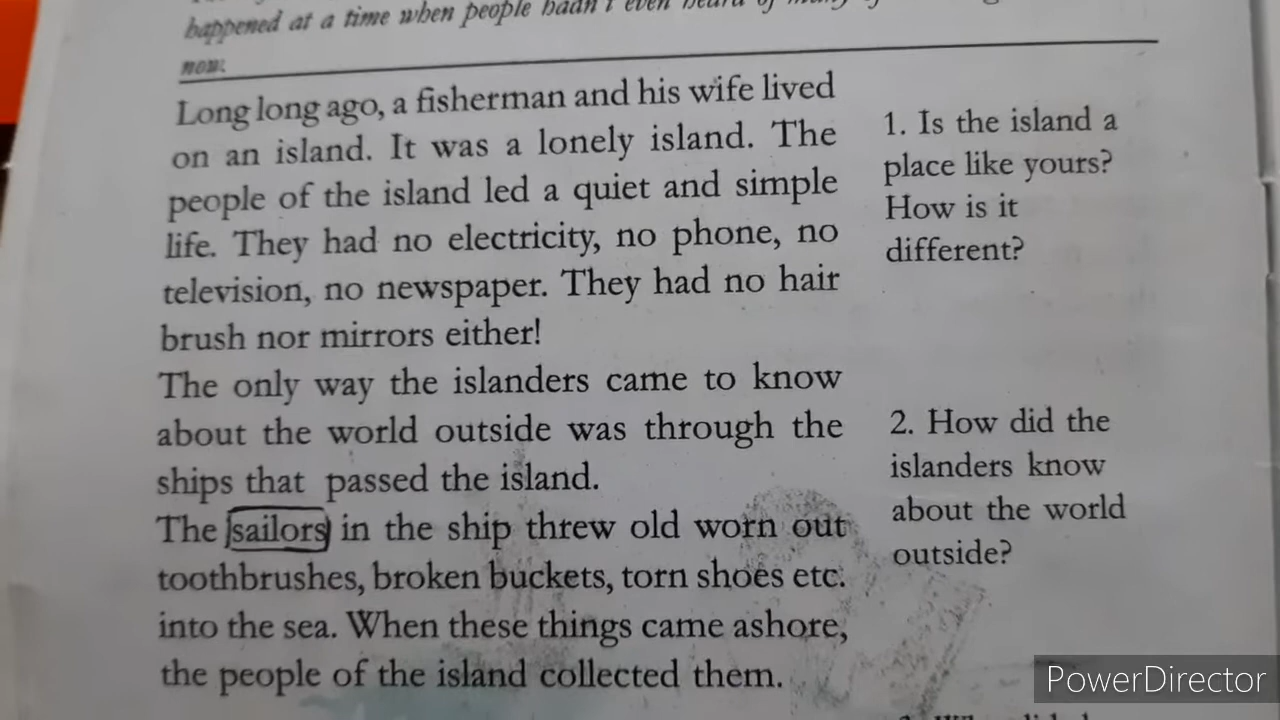 happened at a time when people hadn't even heard of many of
now.
Long long ago, a fisherman and his wife lived
on an island. It was a lonely island. The
people of the island led a quiet and simple
life. They had no electricity, no phone, no
television, no newspaper. They had no hair
brush nor mirrors either!
The only way the islanders came to know
about the world outside was through the
ships that passed the island.
The sailors in the ship threw old worn out
toothbrushes, broken buckets, torn shoes etc.
into the sea. When these things came ashore,
the people of the island collected them.
1. Is the island a
place like yours?
How is it
different?
2. How did the
islanders know
about the world
outside?
PowerDirector